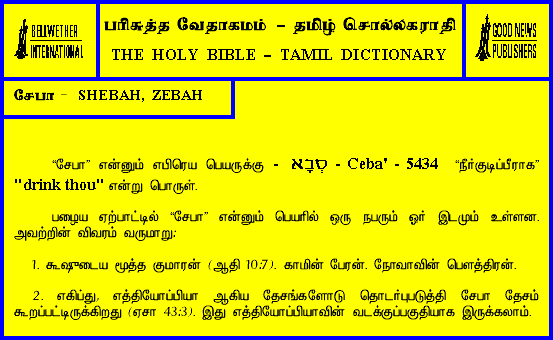 BELLWETHER
INTERNATIONAL
பரிசுத்த வேதாகமம் – தமிழ் சொல்லகராதி
THE HOLY BIBLE – TAMIL DICTIONARY
GOOD NEWS
PUBLISHERS
சேபா - SHEBAH, ZEBAH
“சேபா” என்னும் எபிரெய பெயருக்கு - סְבָא - Ceba' - 5434 “நீர்குடிப்பீராக”
"drink thou" என்று பொருள்.
பழைய ஏற்பாட்டில் “சேபா” என்னும் பெயரில் ஒரு நபரும் ஓர் இடமும் உள்ளன.
அவற்றின் விவரம் வருமாறு:
1. கூஷுடைய மூத்த குமாரன் (ஆதி 10:7). காமின் பேரன். நோவாவின் பௌத்திரன்.
2. எகிப்து, எத்தியோப்பியா ஆகிய தேசங்களோடு தொடர்புபடுத்தி சேபா தேசம்
கூறப்பட்டிருக்கிறது (ஏசா 43:3). இது எத்தியோப்பியாவின் வடக்குப்பகுதியாக இருக்கலாம்.